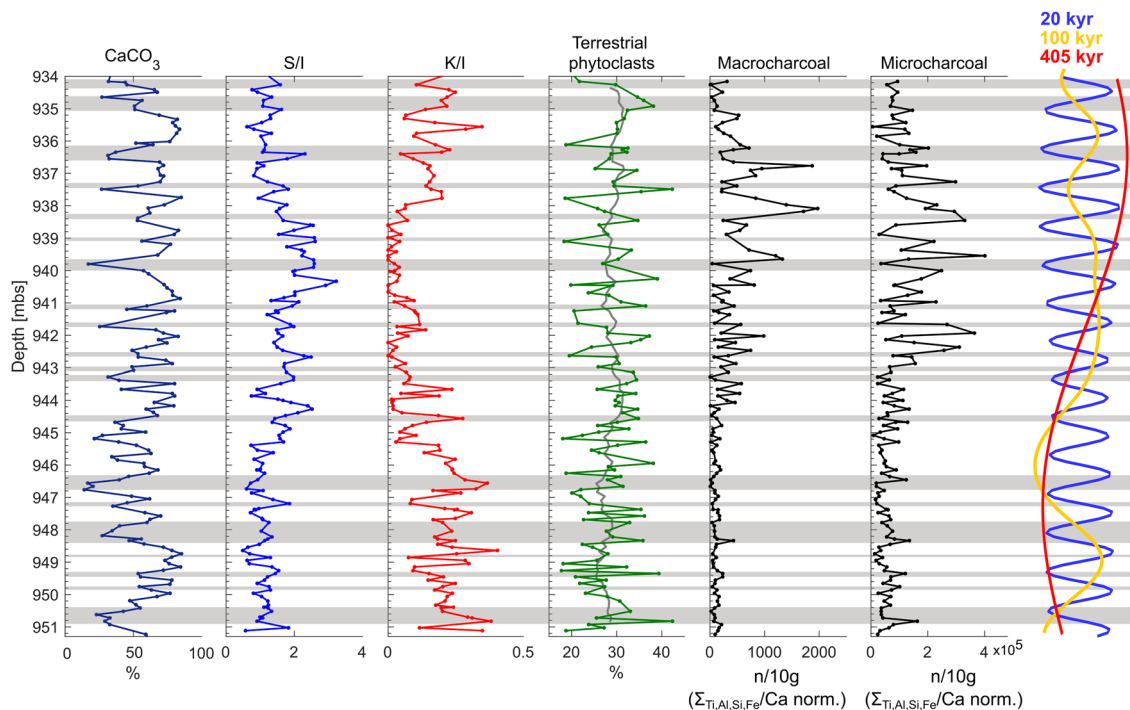 20 kyr
100 kyr
405 kyr
CaCO3
S/I
K/I
Terrestrial
phytoclasts
Macrocharcoal
Microcharcoal
Depth [mbs]
934
935
936
937
938
939
940
941
942
943
944
945
946
947
948
949
950
951
0 50 100
0 2 4
0 0.5
20 30 40
0 1000 2000
0 2 4 ×10^5
%
%
n/10g
(ΣTi,Al,Si,Fe/Ca norm.)
n/10g
(ΣTi,Al,Si,Fe/Ca norm.)